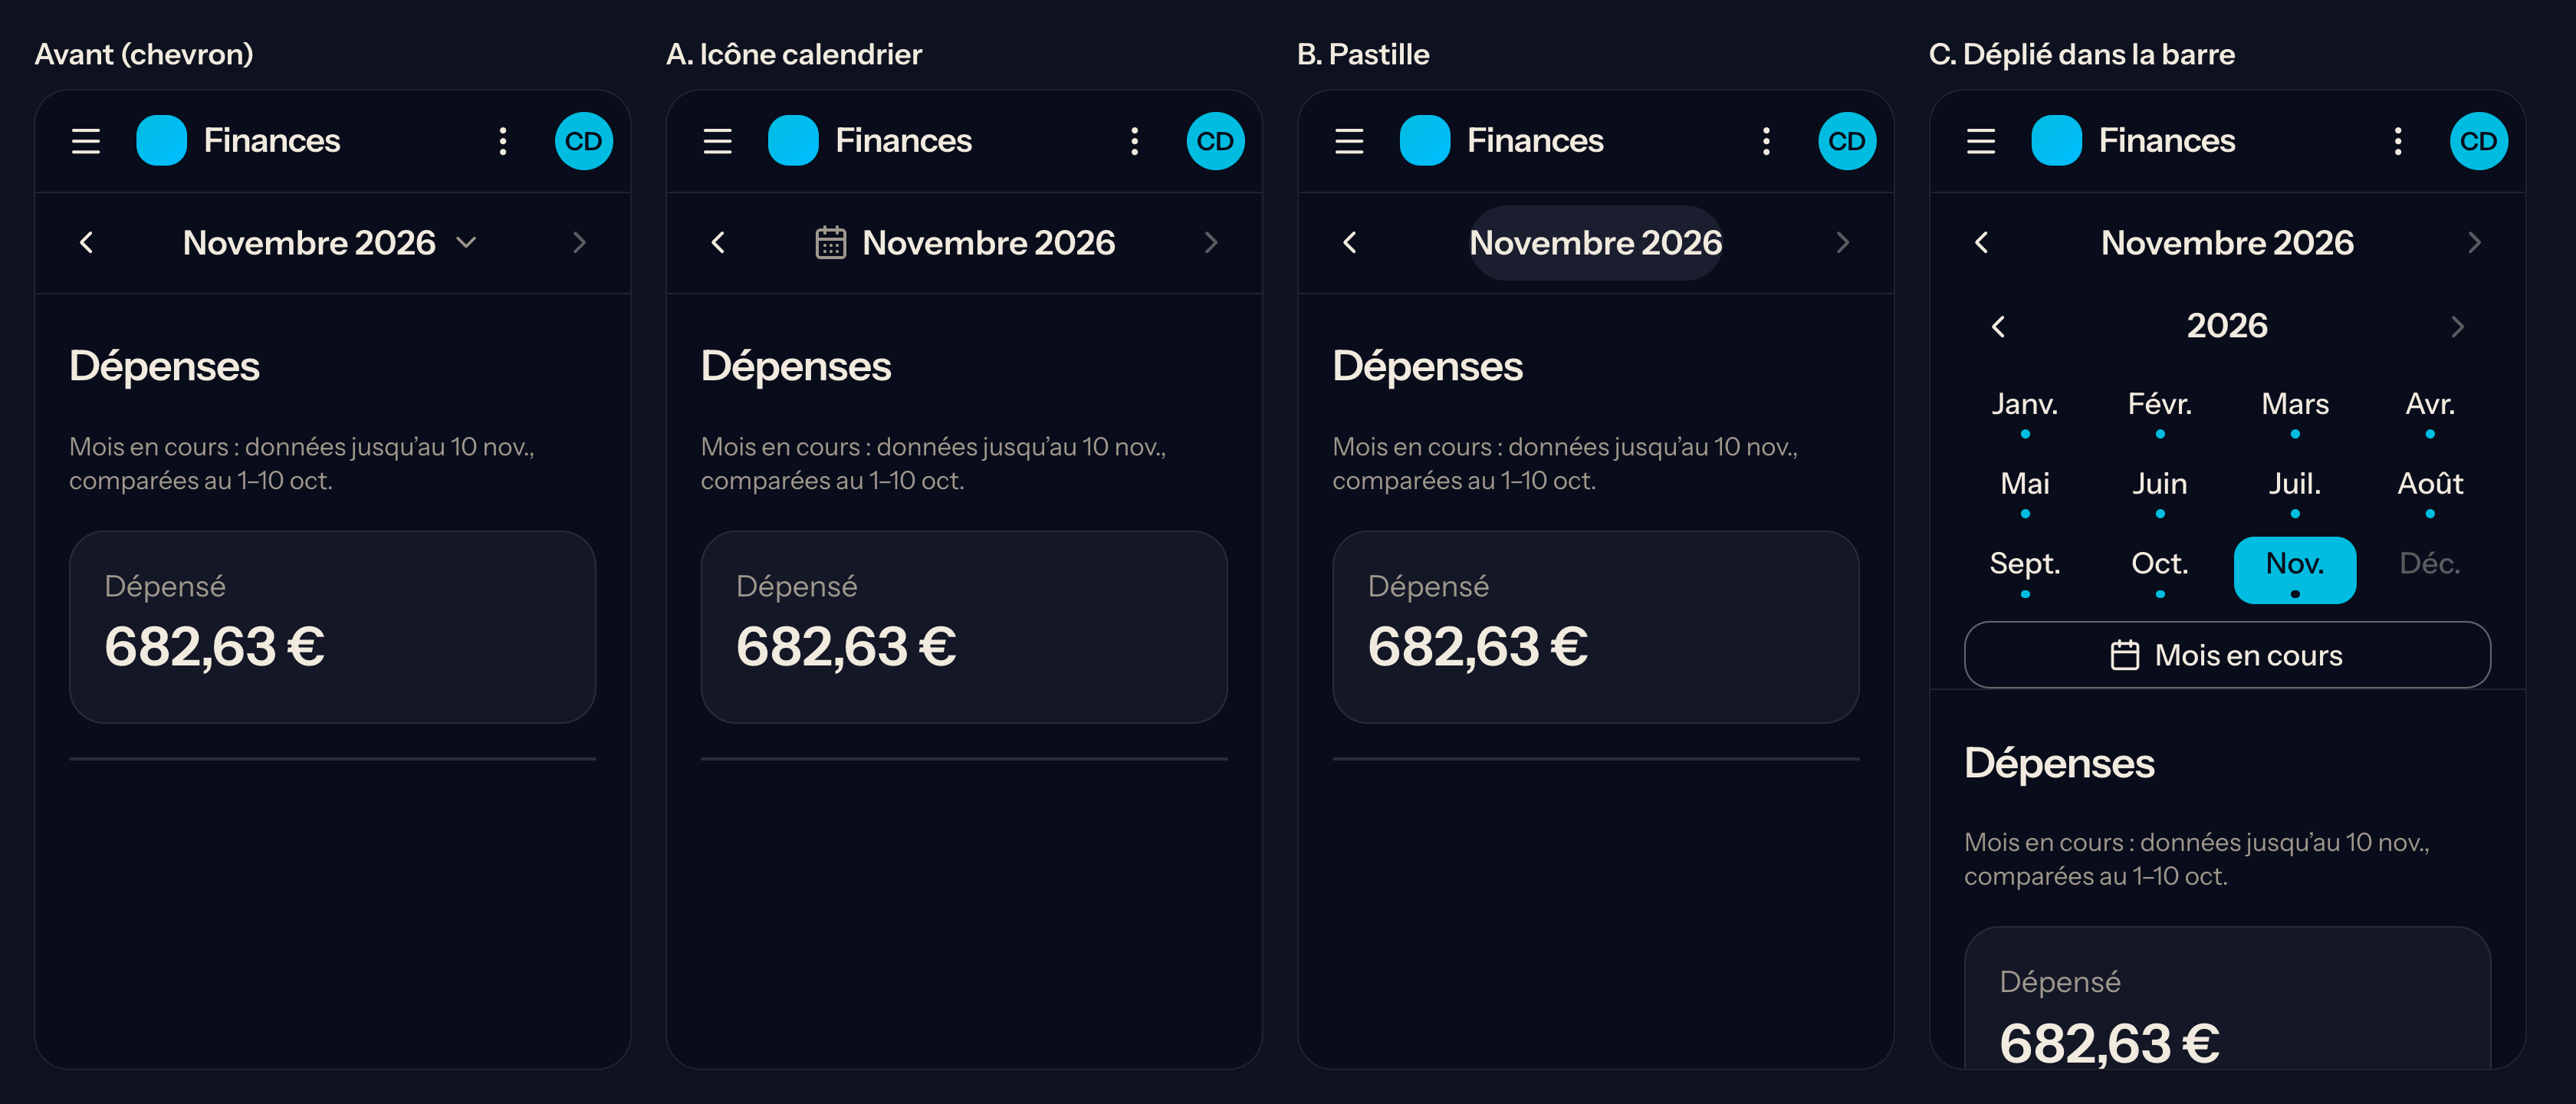 Avant (chevron)
Finances
CD
Novembre 2026
Dépenses
Mois en cours : données jusqu’au 10 nov.,
comparées au 1–10 oct.
Dépensé
682,63 €
A. Icône calendrier
Finances
CD
Novembre 2026
Dépenses
Mois en cours : données jusqu’au 10 nov.,
comparées au 1–10 oct.
Dépensé
682,63 €
B. Pastille
Finances
CD
Novembre 2026
Dépenses
Mois en cours : données jusqu’au 10 nov.,
comparées au 1–10 oct.
Dépensé
682,63 €
C. Déplié dans la barre
Finances
CD
Novembre 2026
2026
Janv. Févr. Mars Avr.
Mai Juin Juil. Août
Sept. Oct. Nov. Déc.
Mois en cours
Dépenses
Mois en cours : données jusqu’au 10 nov.,
comparées au 1–10 oct.
Dépensé
682,63 €